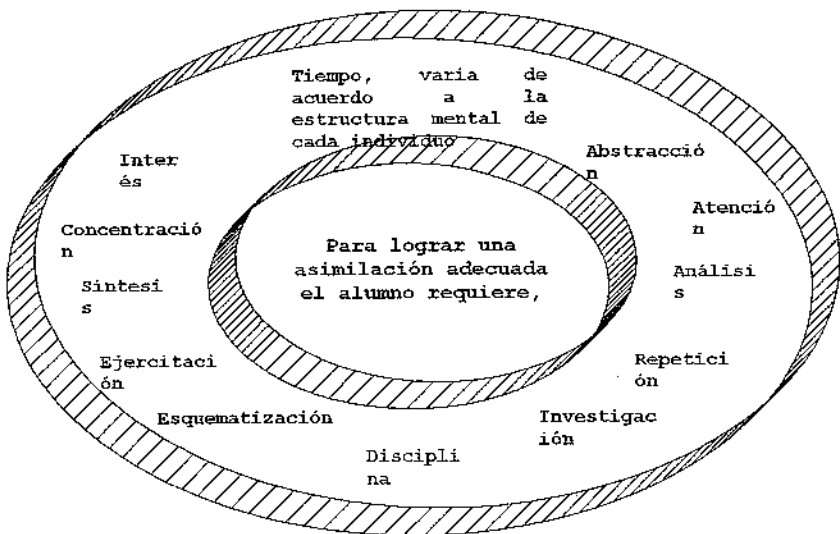 Tiempo, varia de
acuerdo a la
estructura mental de
cada individuo
Inter
és
Abstracció
n
Concentració
n
Atenció
n
Para lograr una
asimilación adecuada
el alumno requiere,
Síntesi
s
Análisi
s
Ejercitaci
ón
Repetici
ón
Esquematización
Investigac
ión
Discipli
na